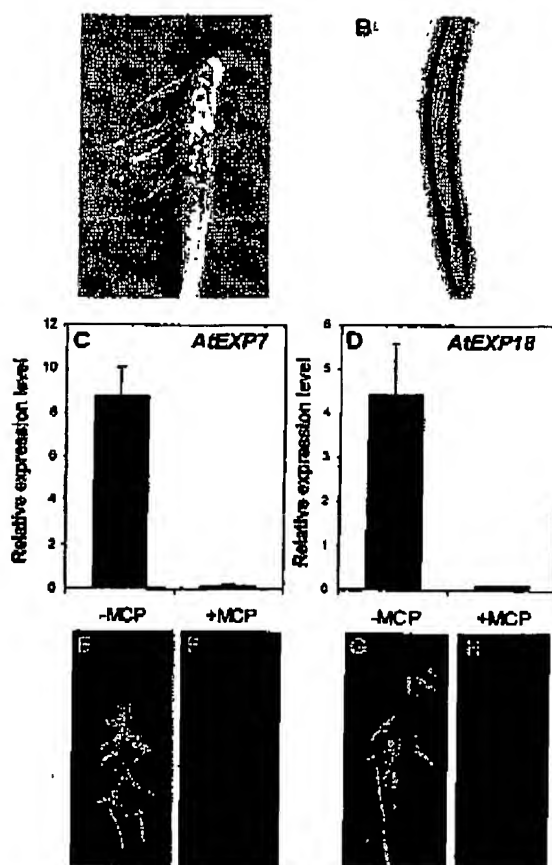 B
C AtEXP7
Relative expression level
12
10
8
6
4
2
0
-MCP +MCP
D AtEXP18
Relative expression level
6
5
4
3
2
1
0
-MCP +MCP
E
F
G
H